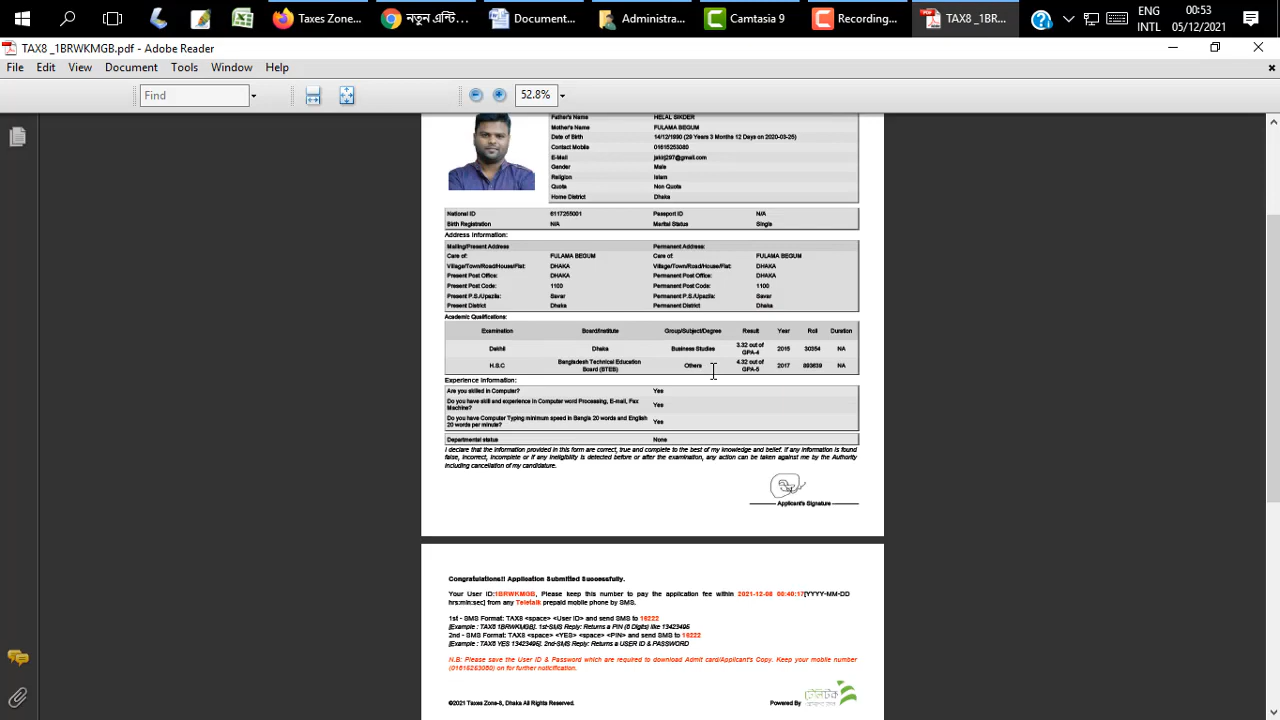 Taxes Zone...
নতুন এন্টি...
Document...
Administra...
Camtasia 9
Recording...
TAX8 _1BR...
ENG
INTL
00:53
05/12/2021
TAX8 _1BRWKMGB.pdf - Adobe Reader
File Edit View Document Tools Window Help
Find
52.8%
Father's Name HELAL SIKDER
Mother's Name FULAMA BEGUM
Date of Birth 14/12/1990 (29 Years 3 Months 12 Days on 2020-03-25)
Contact Mobile 01615253080
E-Mail
Gender Male
Religion Islam
Quota Non Quota
Home District Dhaka
National ID 6117255001 Passport ID N/A
Birth Registration N/A Marital Status Single
Address Information:
Mailing/Present Address Permanent Address:
Care of: FULAMA BEGUM Care of: FULAMA BEGUM
Village/Town/Road/House/Flat: DHAKA Village/Town/Road/House/Flat: DHAKA
Present Post Office: DHAKA Permanent Post Office: DHAKA
Present Post Code: 1100 Permanent Post Code: 1100
Present P.S./Upazila: Savar Permanent P.S./Upazila: Savar
Present District Dhaka Permanent District Dhaka
Academic Qualifications:
Examination Board/Institute Group/Subject/Degree Result Year Roll Duration
Dakhil Dhaka Business Studies 3.32 out of GPA-4 2015 30354 NA
H.S.C Bangladesh Technical Education Board (BTEB) Others 4.32 out of GPA-5 2017 893639 NA
Experience Information:
Are you skilled in Computer? Yes
Do you have skill and experience in Computer word Processing, E-mail, Fax Machine? Yes
Do you have Computer Typing minimum speed in Bangla 20 words and English 20 words per minute? Yes
Departmental status None
I declare that the information provided in this form are correct, true and complete to the best of my knowledge and belief. If any information is found
false, incorrect, incomplete or if any ineligibility is detected before or after the examination, any action can be taken against me by the Authority
including cancellation of my candidature.
Applicant's Signature
Congratulations!! Application Submitted Successfully.
Your User ID:1BRWKMGB, Please keep this number to pay the application fee within 2021-12-08 00:40:17[YYYY-MM-DD
hrs:min:sec] from any Teletalk prepaid mobile phone by SMS.
1st - SMS Format: TAX8 <space> <User ID> and send SMS to 16222
[Example : TAX8 1BRWKMGB]. 1st-SMS Reply: Returns a PIN (8 Digits) like 13423495
2nd - SMS Format: TAX8 <space> <YES> <space> <PIN> and send SMS to 16222
[Example : TAX8 YES 13423495]. 2nd-SMS Reply: Returns a USER ID & PASSWORD
N.B: Please save the User ID & Password which are required to download Admit card/Applicant's Copy. Keep your mobile number
(01615253080) on for further noticification.
©2021 Taxes Zone-8, Dhaka All Rights Reserved. Powered By টেলিটক